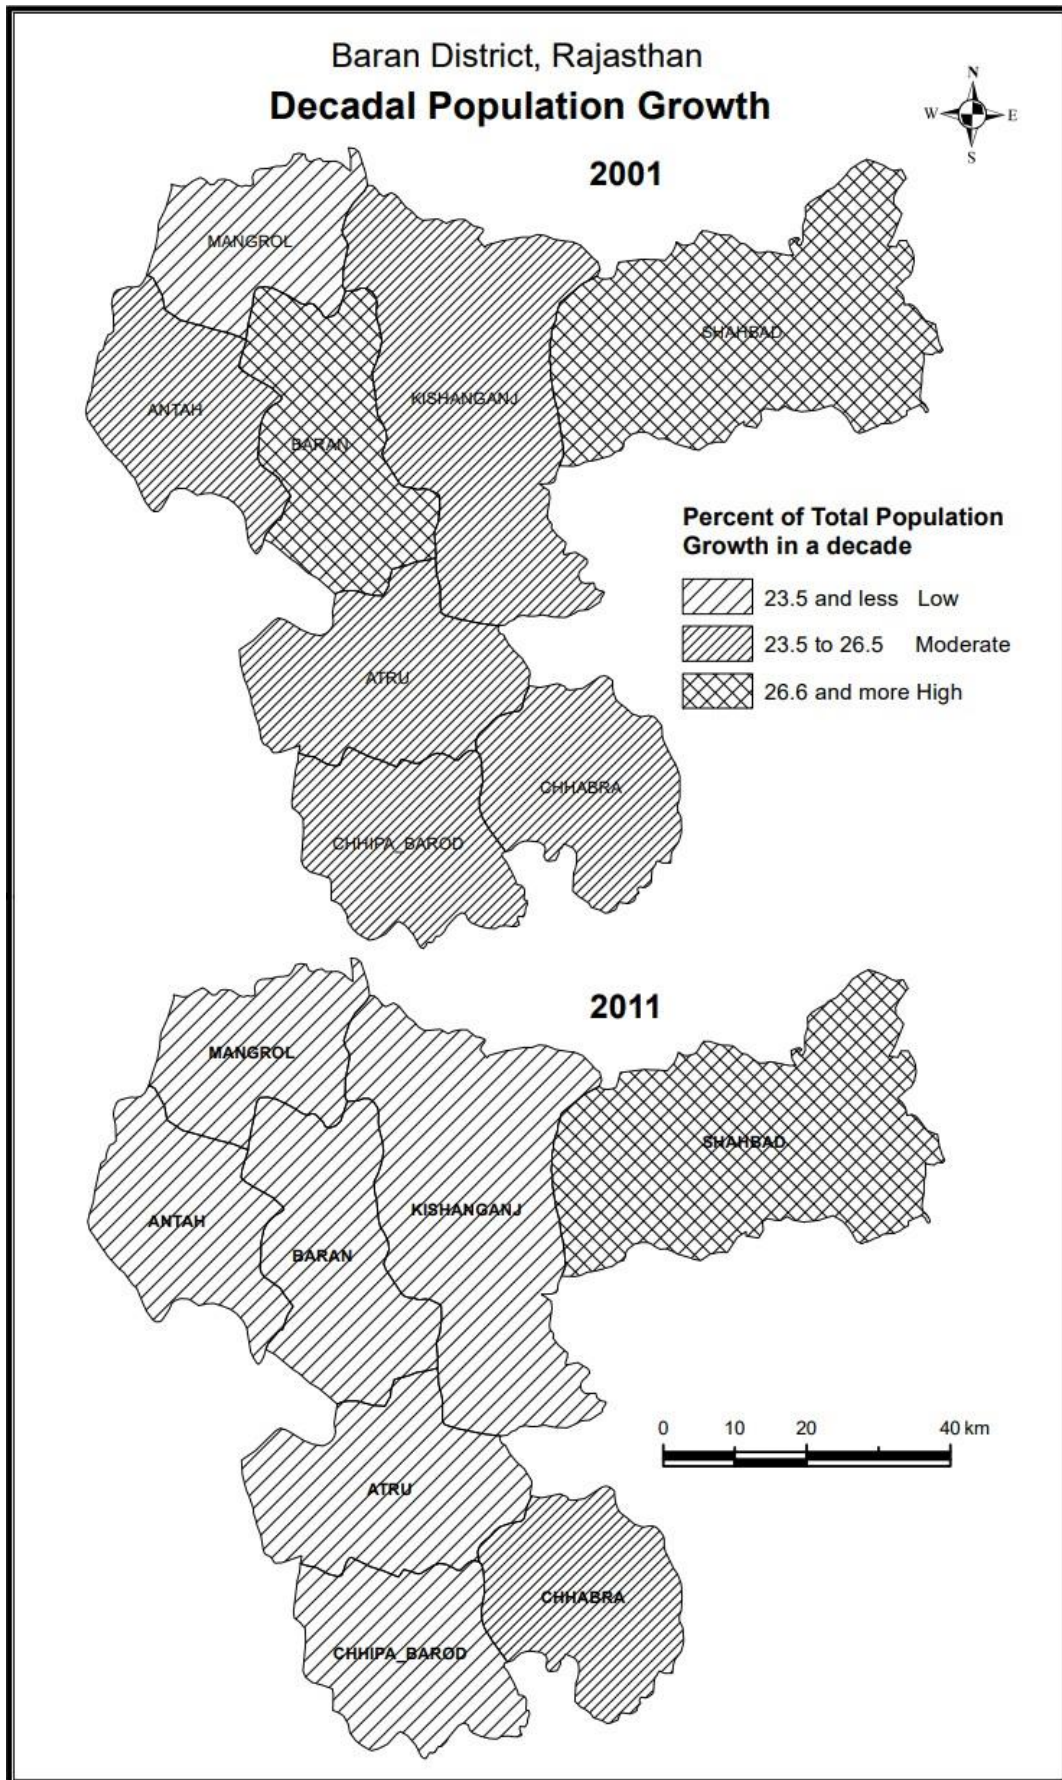 Baran District, Rajasthan
Decadal Population Growth
N
W E
S
2001
MANGROL
SHAHBAD
ANTAH
KISHANGANJ
BARAN
Percent of Total Population
Growth in a decade
23.5 and less Low
23.5 to 26.5 Moderate
26.6 and more High
ATRU
CHHABRA
CHHIPA_BAROD
2011
MANGROL
SHAHBAD
ANTAH
KISHANGANJ
BARAN
0 10 20 40 km
ATRU
CHHABRA
CHHIPA_BAROD